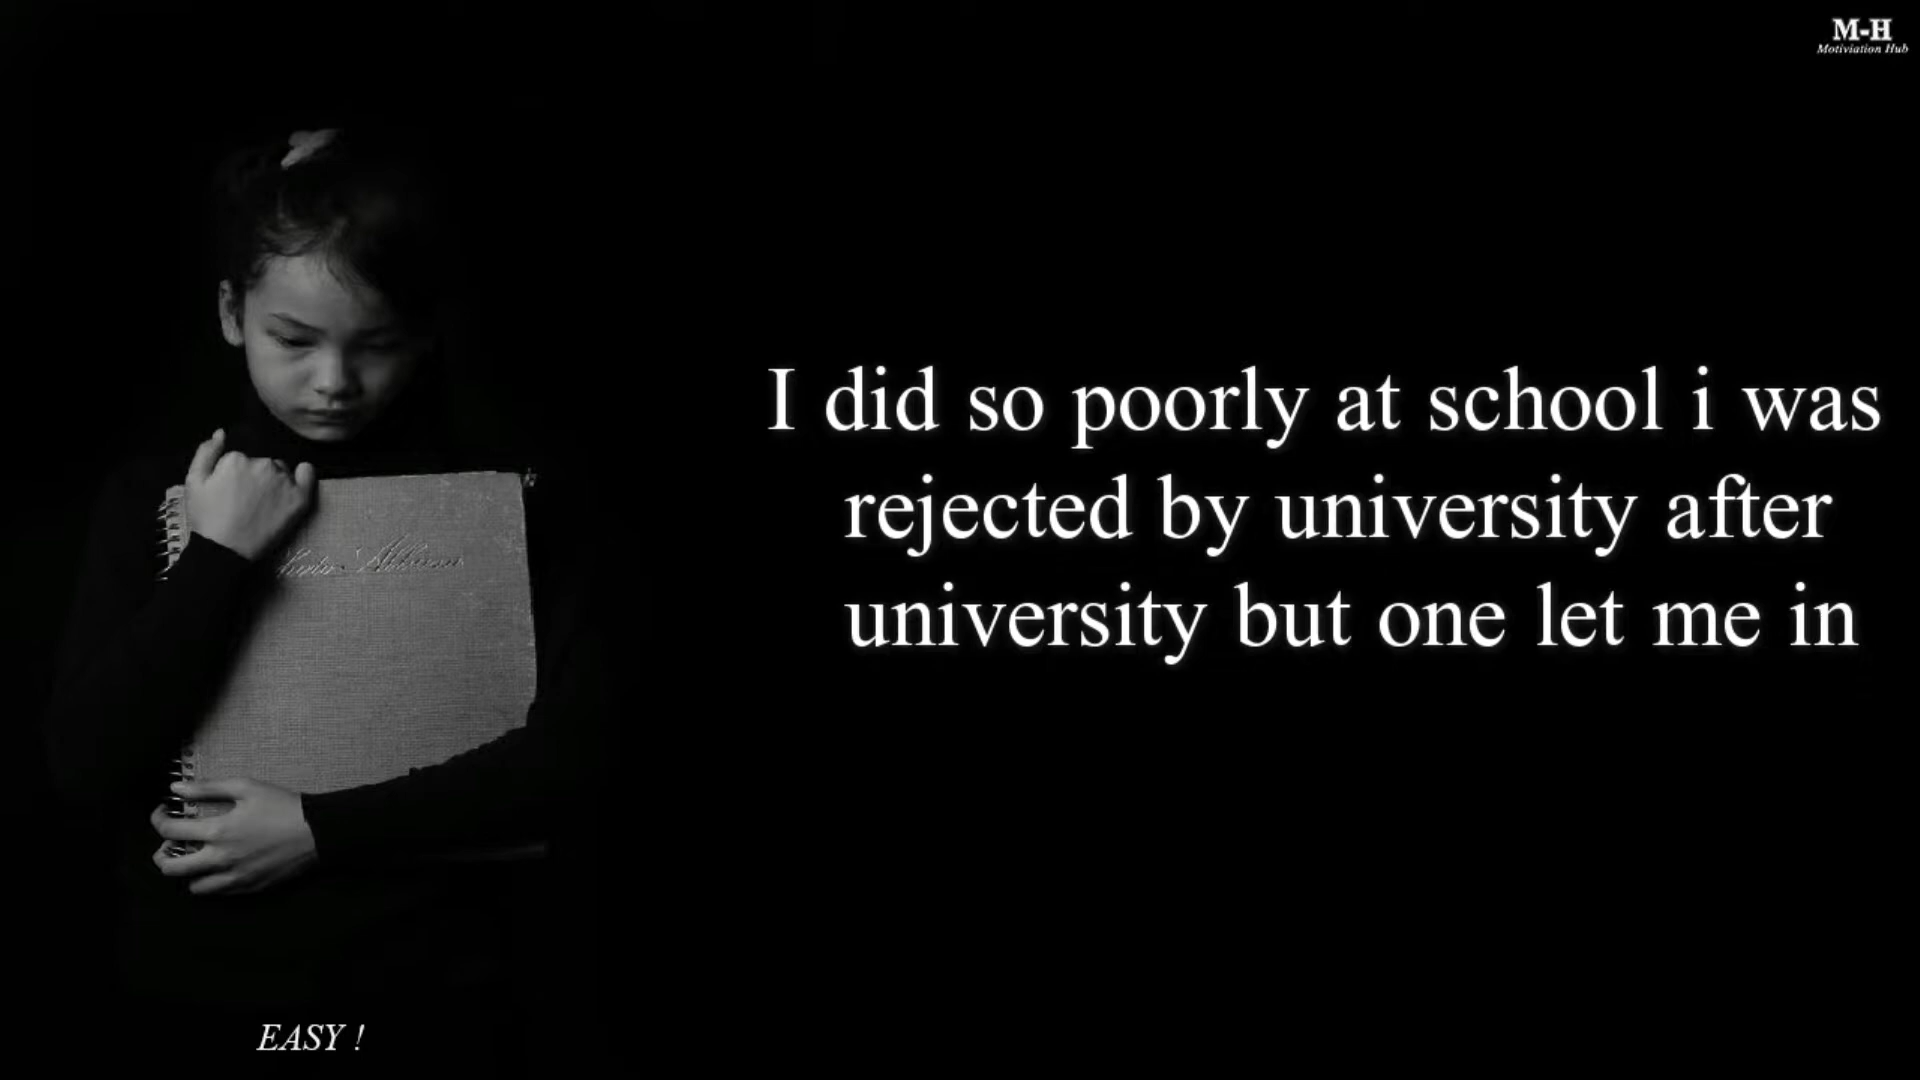 M-H
Motiviation Hub
I did so poorly at school i was
rejected by university after
university but one let me in
EASY !